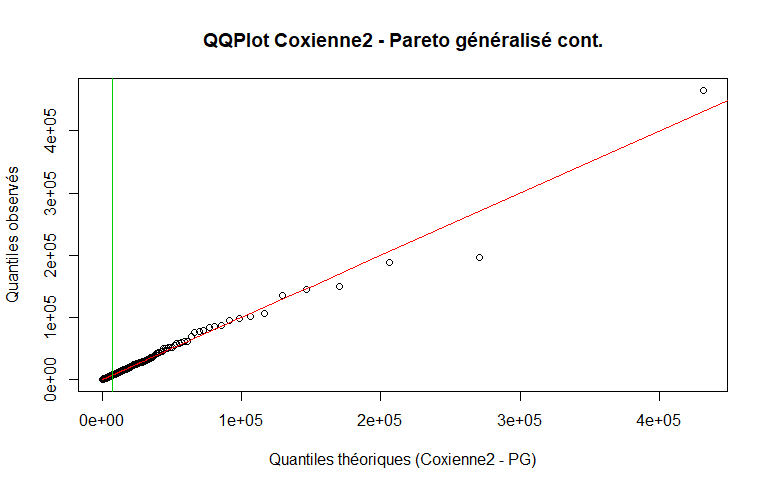 QQPlot Coxienne2 - Pareto généralisé cont.
Quantiles observés
4e+05
3e+05
2e+05
1e+05
0e+00
0e+00 1e+05 2e+05 3e+05 4e+05
Quantiles théoriques (Coxienne2 - PG)